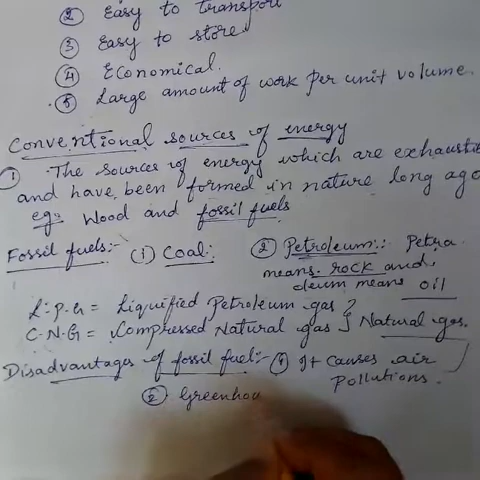 ② Easy to transport
③ Easy to store
④ Economical.
⑤ Large amount of work per unit volume.
Conventional sources of energy
① The sources of energy which are
and have been formed in nature long ago
eg:- Wood and fossil fuels
Fossil fuels:- (i) Coal: ② Petroleum:: Petra
means rock and
oleum means oil
L.P.G = Liquified Petroleum gas }
C.N.G = Compressed Natural gas } Natural gas.
Disadvantages of fossil fuel:- ① It causes air
Pollutions.
② Greenhou